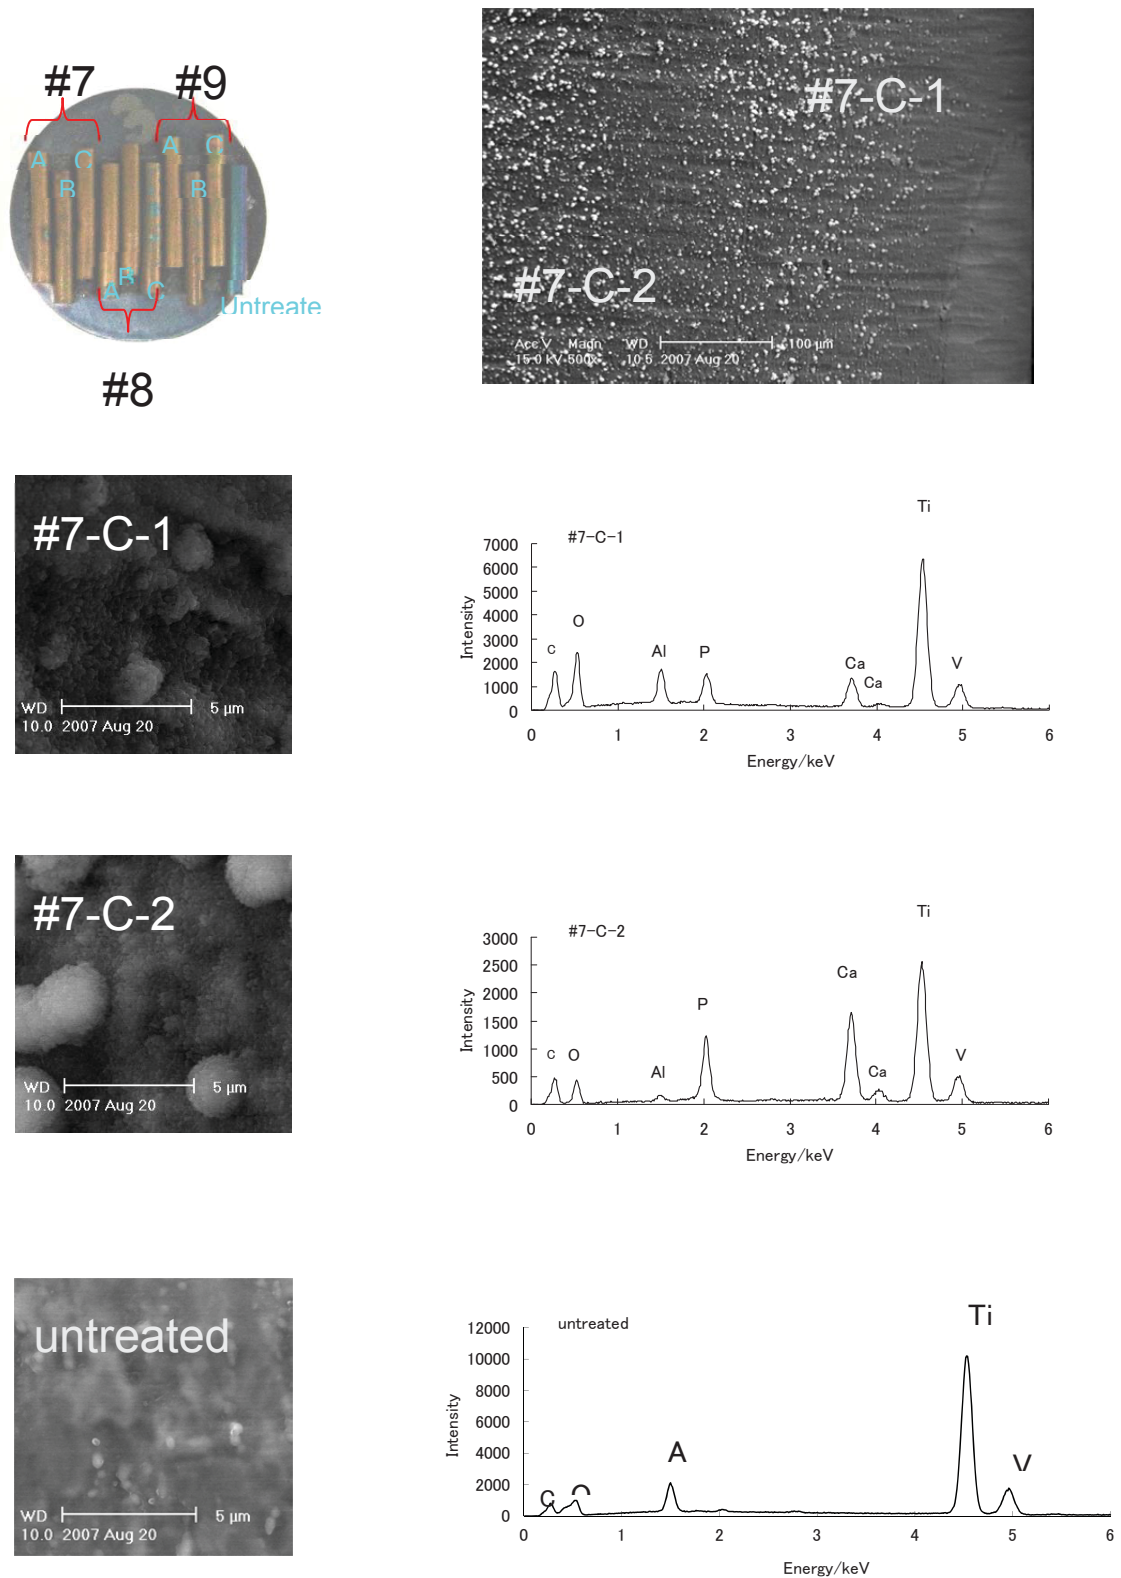 #7 #9
A C A C
B B
B
A C
Untreate
#8
#7-C-1
#7-C-2
Acc V Magn WD 100 µm
15.0 kV 500x 10.5 2007 Aug 20
#7-C-1
WD 5 µm
10.0 2007 Aug 20
#7-C-1
Ti
C O Al P Ca Ca V
Intensity
7000
6000
5000
4000
3000
2000
1000
0
0 1 2 3 4 5 6
Energy/keV
#7-C-2
WD 5 µm
10.0 2007 Aug 20
#7-C-2
Ti
C O Al P Ca Ca V
Intensity
3000
2500
2000
1500
1000
500
0
0 1 2 3 4 5 6
Energy/keV
untreated
WD 5 µm
10.0 2007 Aug 20
untreated
Ti
C O A V
Intensity
12000
10000
8000
6000
4000
2000
0
0 1 2 3 4 5 6
Energy/keV